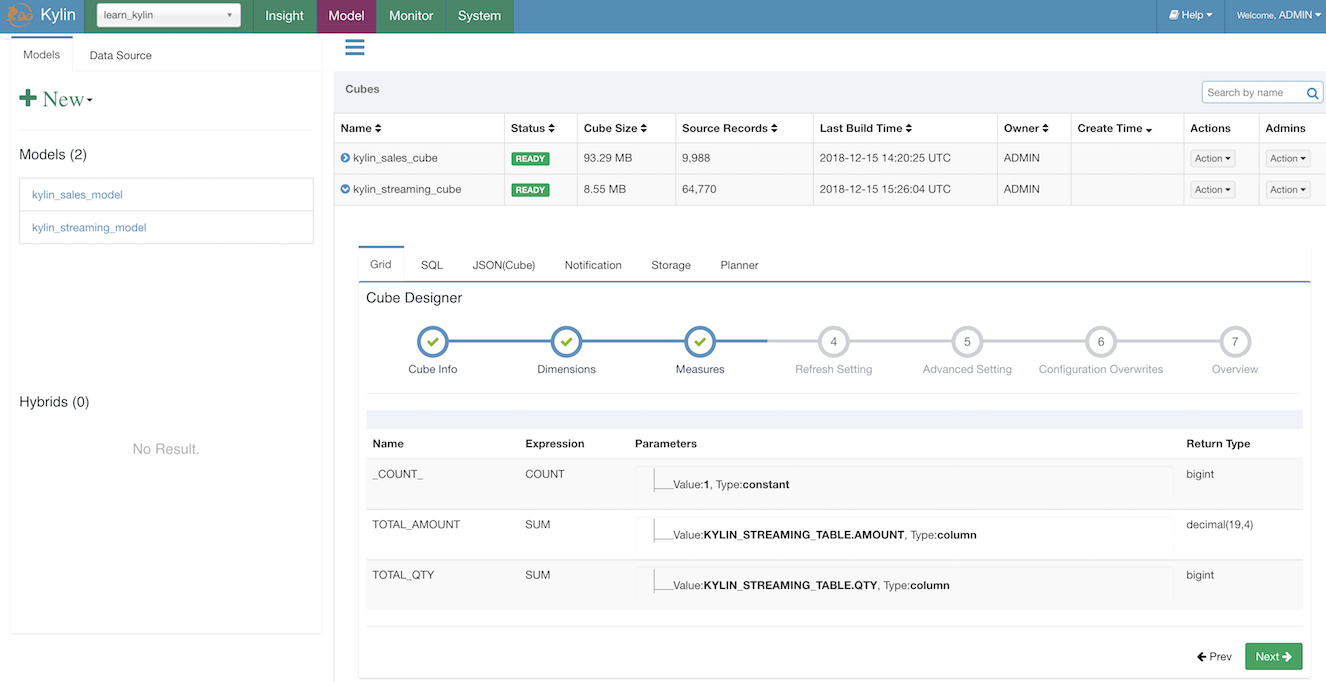 Kylin learn_kylin Insight Model Monitor System Help Welcome, ADMIN
Models Data Source
New
Models (2)
kylin_sales_model
kylin_streaming_model
Hybrids (0)
No Result.
Cubes Search by name
Name Status Cube Size Source Records Last Build Time Owner Create Time Actions Admins
kylin_sales_cube READY 93.29 MB 9,988 2018-12-15 14:20:25 UTC ADMIN Action Action
kylin_streaming_cube READY 8.55 MB 64,770 2018-12-15 15:26:04 UTC ADMIN Action Action
Grid SQL JSON(Cube) Notification Storage Planner
Cube Designer
4 5 6 7
Cube Info Dimensions Measures Refresh Setting Advanced Setting Configuration Overwrites Overview
Name Expression Parameters Return Type
_COUNT_ COUNT Value:1, Type:constant bigint
TOTAL_AMOUNT SUM Value:KYLIN_STREAMING_TABLE.AMOUNT, Type:column decimal(19,4)
TOTAL_QTY SUM Value:KYLIN_STREAMING_TABLE.QTY, Type:column bigint
Prev Next